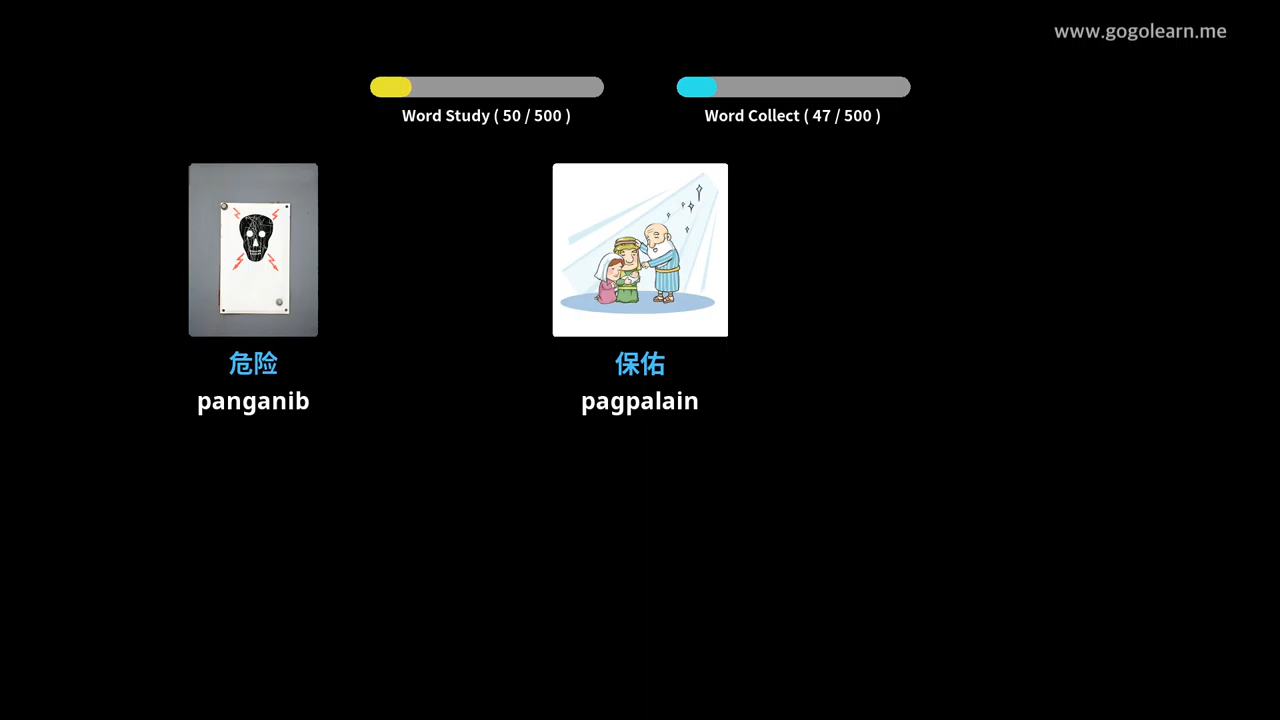 www.gogolearn.me
Word Study ( 50 / 500 )
Word Collect ( 47 / 500 )
危险
panganib
保佑
pagpalain